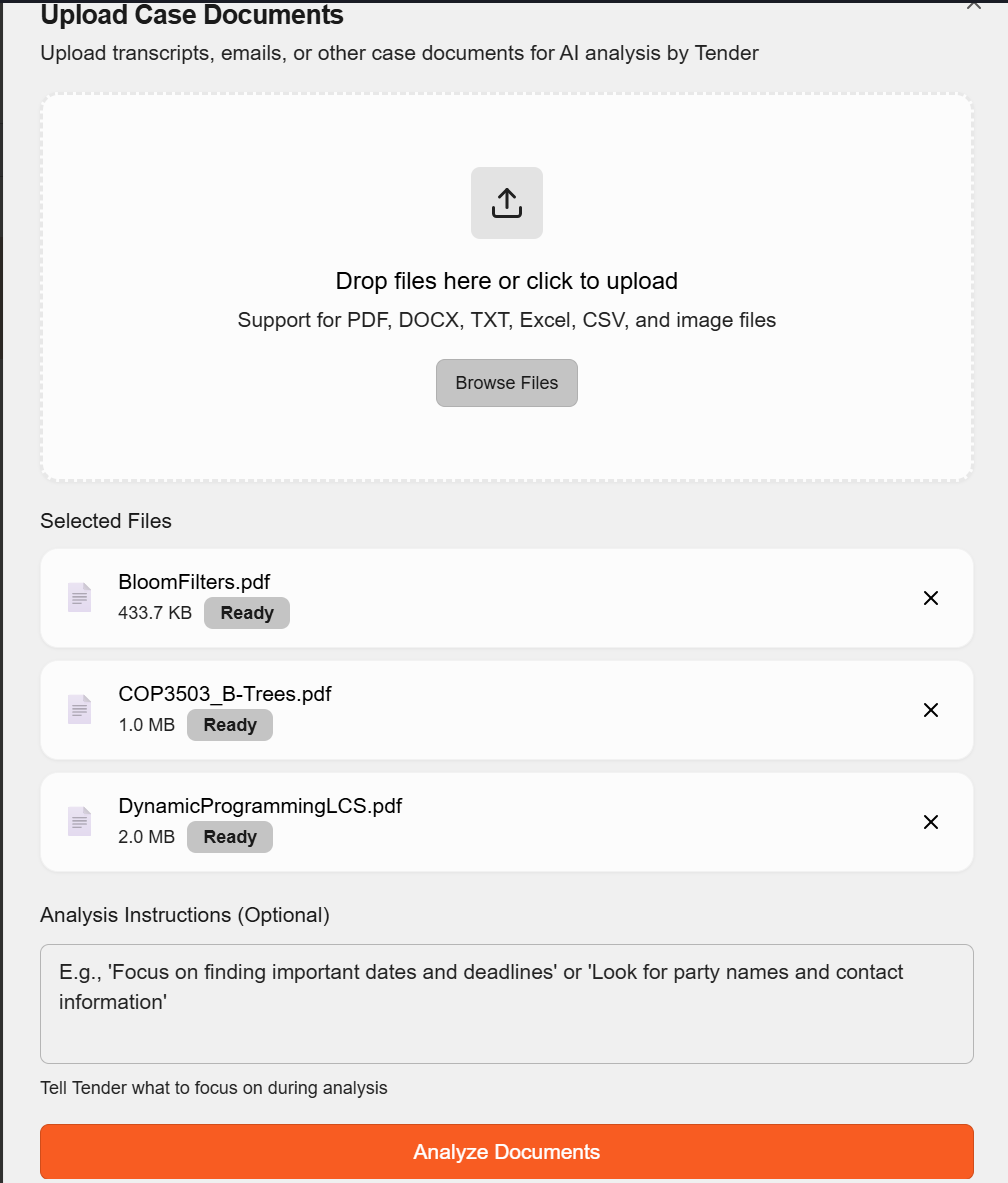 Upload Case Documents
Upload transcripts, emails, or other case documents for AI analysis by Tender
Drop files here or click to upload
Support for PDF, DOCX, TXT, Excel, CSV, and image files
Browse Files
Selected Files
BloomFilters.pdf
433.7 KB Ready
COP3503_B-Trees.pdf
1.0 MB Ready
DynamicProgrammingLCS.pdf
2.0 MB Ready
Analysis Instructions (Optional)
E.g., 'Focus on finding important dates and deadlines' or 'Look for party names and contact
information'
Tell Tender what to focus on during analysis
Analyze Documents